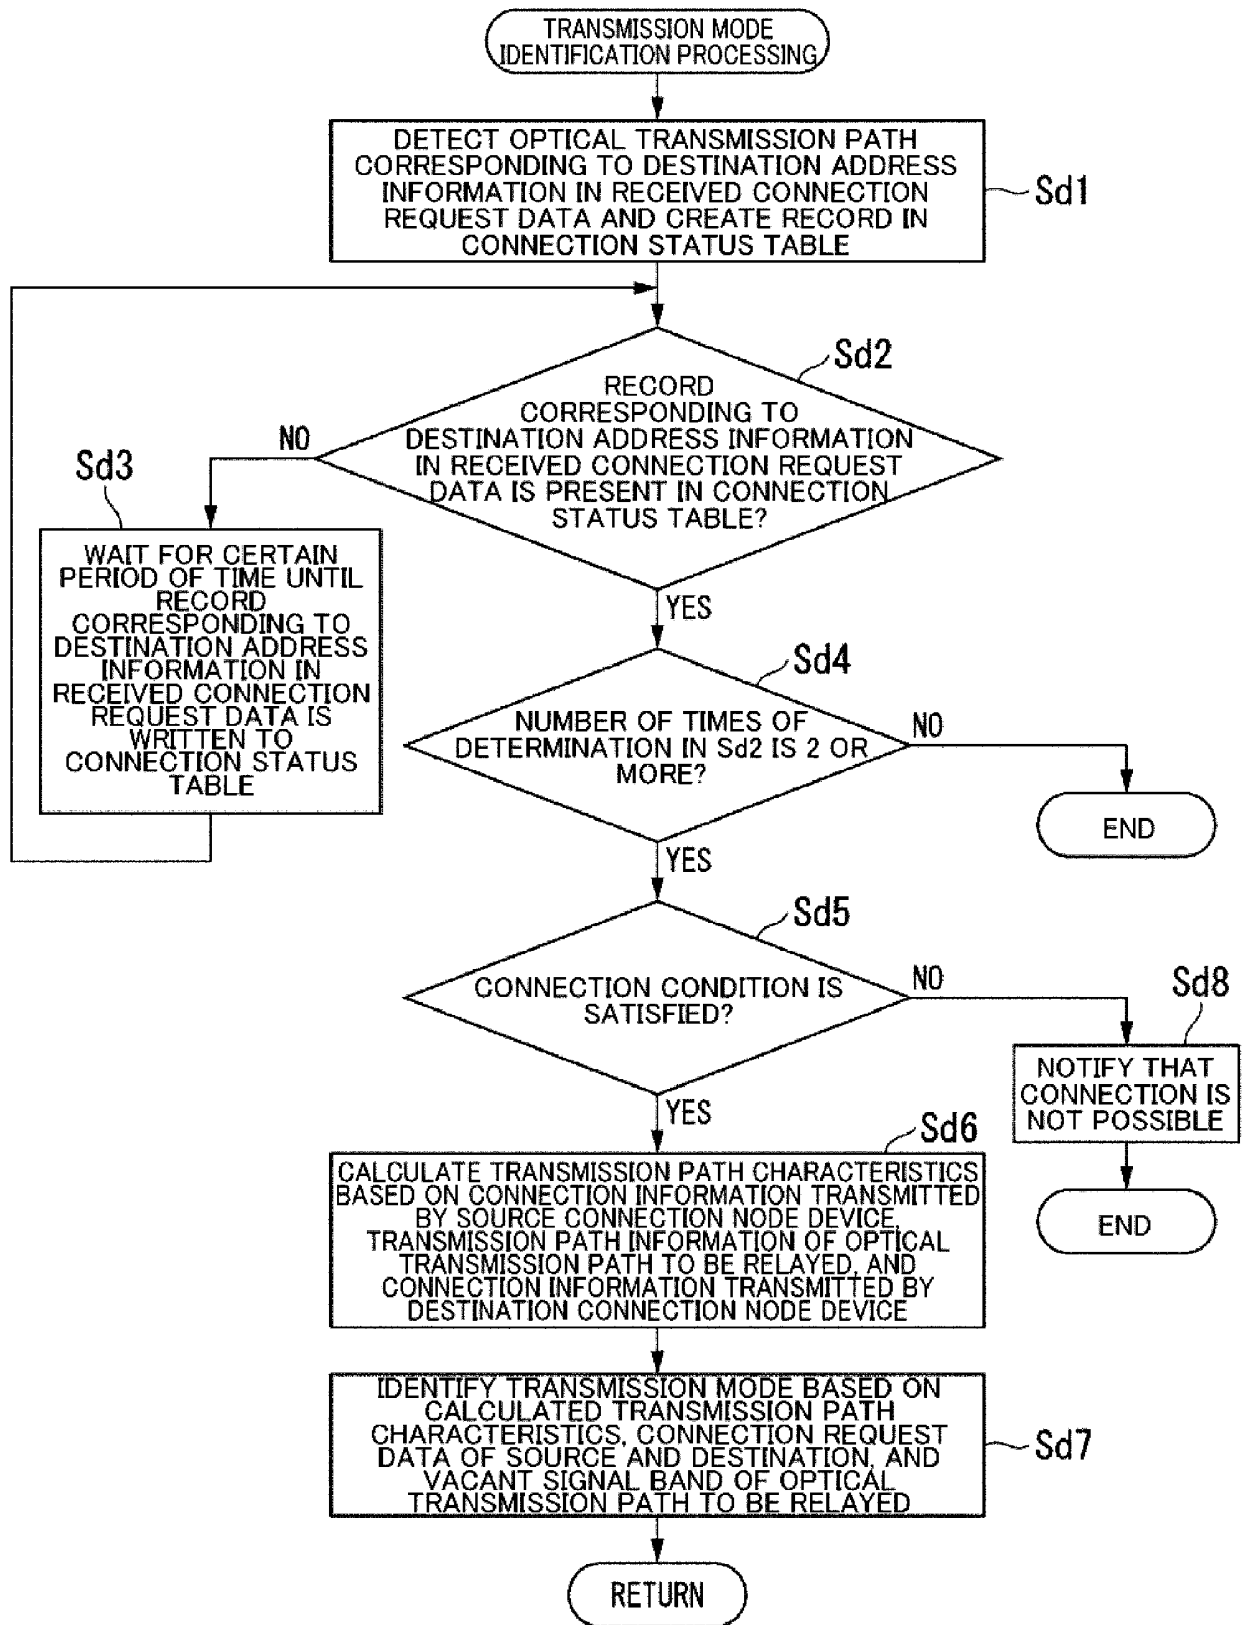 TRANSMISSION MODE
IDENTIFICATION PROCESSING
DETECT OPTICAL TRANSMISSION PATH
CORRESPONDING TO DESTINATION ADDRESS
INFORMATION IN RECEIVED CONNECTION
REQUEST DATA AND CREATE RECORD IN
CONNECTION STATUS TABLE
Sd1
Sd2
RECORD
CORRESPONDING TO
DESTINATION ADDRESS INFORMATION
IN RECEIVED CONNECTION REQUEST
DATA IS PRESENT IN CONNECTION
STATUS TABLE?
NO
Sd3
WAIT FOR CERTAIN
PERIOD OF TIME UNTIL
RECORD
CORRESPONDING TO
DESTINATION ADDRESS
INFORMATION IN
RECEIVED CONNECTION
REQUEST DATA IS
WRITTEN TO
CONNECTION STATUS
TABLE
YES
Sd4
NUMBER OF TIMES OF
DETERMINATION IN Sd2 IS 2 OR
MORE?
NO
END
YES
Sd5
CONNECTION CONDITION IS
SATISFIED?
NO
Sd8
NOTIFY THAT
CONNECTION IS
NOT POSSIBLE
END
YES
Sd6
CALCULATE TRANSMISSION PATH CHARACTERISTICS
BASED ON CONNECTION INFORMATION TRANSMITTED
BY SOURCE CONNECTION NODE DEVICE,
TRANSMISSION PATH INFORMATION OF OPTICAL
TRANSMISSION PATH TO BE RELAYED, AND
CONNECTION INFORMATION TRANSMITTED BY
DESTINATION CONNECTION NODE DEVICE
IDENTIFY TRANSMISSION MODE BASED ON
CALCULATED TRANSMISSION PATH
CHARACTERISTICS, CONNECTION REQUEST
DATA OF SOURCE AND DESTINATION, AND
VACANT SIGNAL BAND OF OPTICAL
TRANSMISSION PATH TO BE RELAYED
Sd7
RETURN